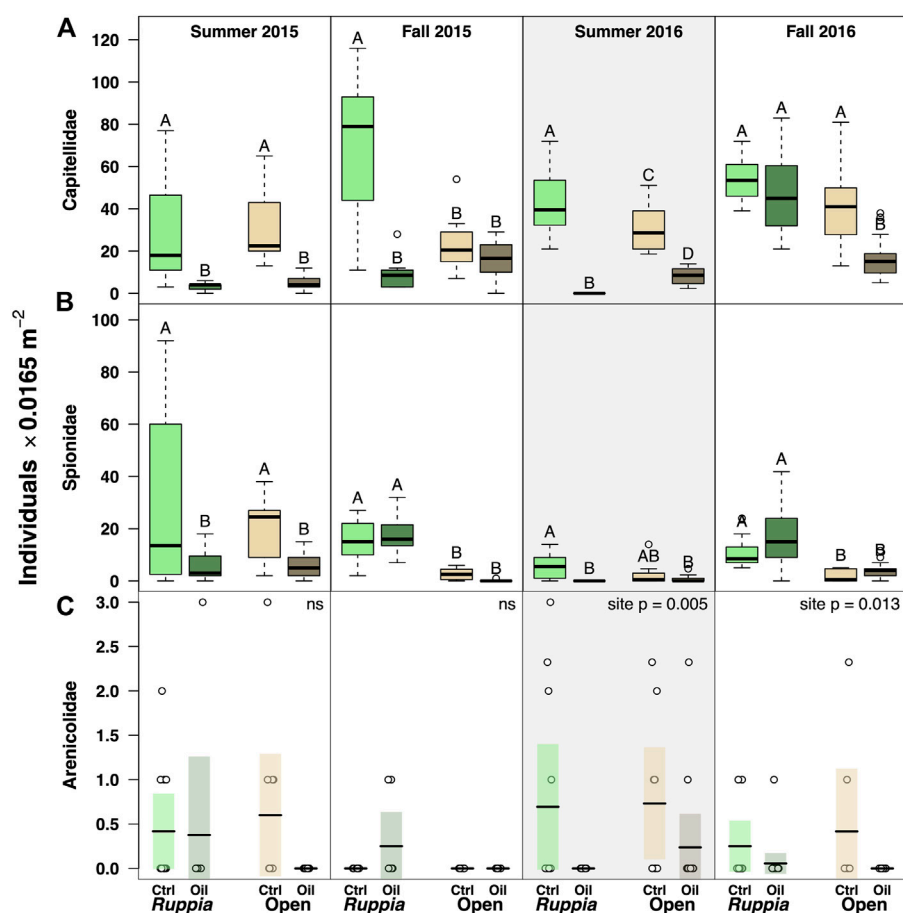 A
Summer 2015
Fall 2015
Summer 2016
Fall 2016
Individuals × 0.0165 m⁻²
Capitellidae
120
100
80
60
40
20
0
A
B
A
B
A
B
B
B
A
B
C
D
A
A
A
B
B
Spionidae
100
80
60
40
20
0
A
B
A
B
A
A
B
B
A
B
AB
B
A
A
B
B
C
Arenicolidae
3.0
2.5
2.0
1.5
1.0
0.5
0.0
ns
ns
site p = 0.005
site p = 0.013
Ctrl Oil Ctrl Oil Ctrl Oil Ctrl Oil Ctrl Oil Ctrl Oil Ctrl Oil Ctrl Oil
Ruppia Open Ruppia Open Ruppia Open Ruppia Open